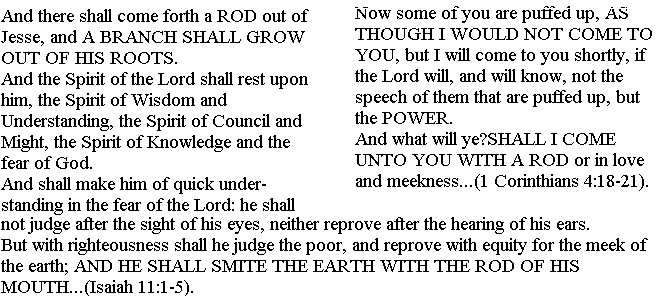 And there shall come forth a ROD out of
Jesse, and A BRANCH SHALL GROW
OUT OF HIS ROOTS.
And the Spirit of the Lord shall rest upon
him, the Spirit of Wisdom and
Understanding, the Spirit of Council and
Might, the Spirit of Knowledge and the
fear of God.
And shall make him of quick under-
standing in the fear of the Lord: he shall
not judge after the sight of his eyes, neither reprove after the hearing of his ears.
But with righteousness shall he judge the poor, and reprove with equity for the meek of
the earth; AND HE SHALL SMITE THE EARTH WITH THE ROD OF HIS
MOUTH...(Isaiah 11:1-5).
Now some of you are puffed up, AS
THOUGH I WOULD NOT COME TO
YOU, but I will come to you shortly, if
the Lord will, and will know, not the
speech of them that are puffed up, but
the POWER.
And what will ye?SHALL I COME
UNTO YOU WITH A ROD or in love
and meekness...(1 Corinthians 4:18-21).